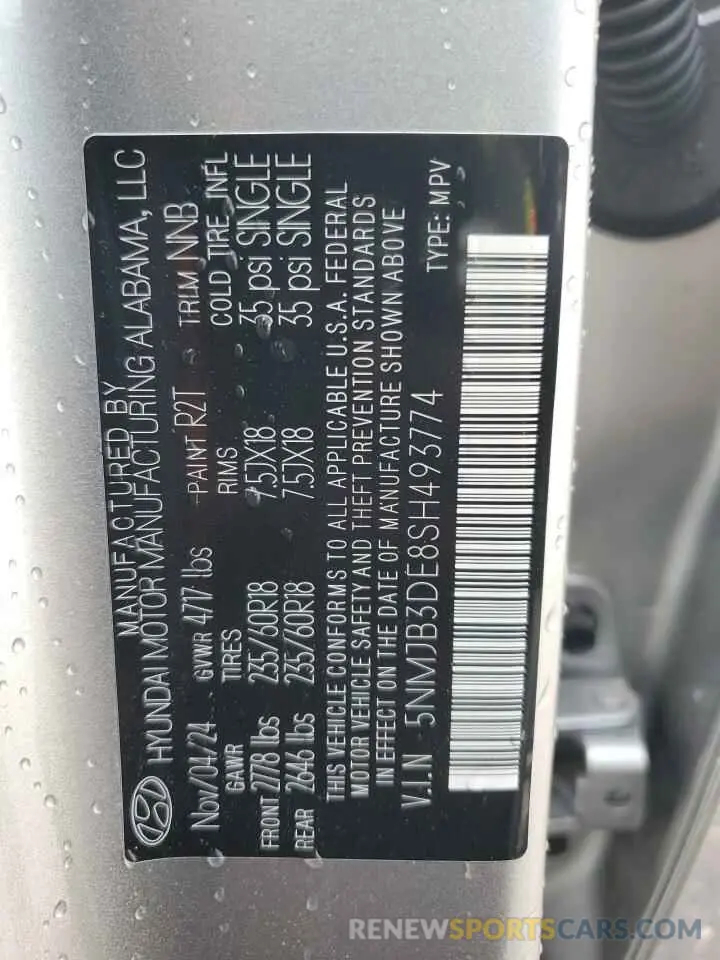 MANUFACTURED BY
HYUNDAI MOTOR MANUFACTURING ALABAMA, LLC
Nov/04/24 GVWR 4717 lbs PAINT R2T TRIM NNB
GAWR TIRES RIMS COLD TIRE INFL
FRONT 2778 lbs 235/60R18 7.5JX18 35 psi SINGLE
REAR 2646 lbs 235/60R18 7.5JX18 35 psi SINGLE
THIS VEHICLE CONFORMS TO ALL APPLICABLE U.S.A. FEDERAL
MOTOR VEHICLE SAFETY AND THEFT PREVENTION STANDARDS
IN EFFECT ON THE DATE OF MANUFACTURE SHOWN ABOVE
V.I.N 5NMJB3DE8SH493774 TYPE: MPV
RENEWSPORTSCARS.COM